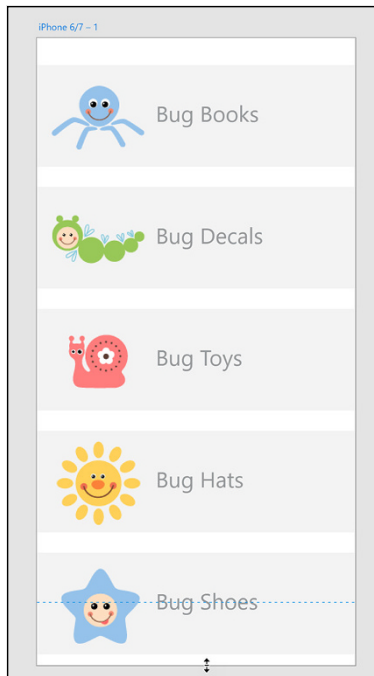 iPhone 6/7 – 1
Bug Books
Bug Decals
Bug Toys
Bug Hats
Bug Shoes